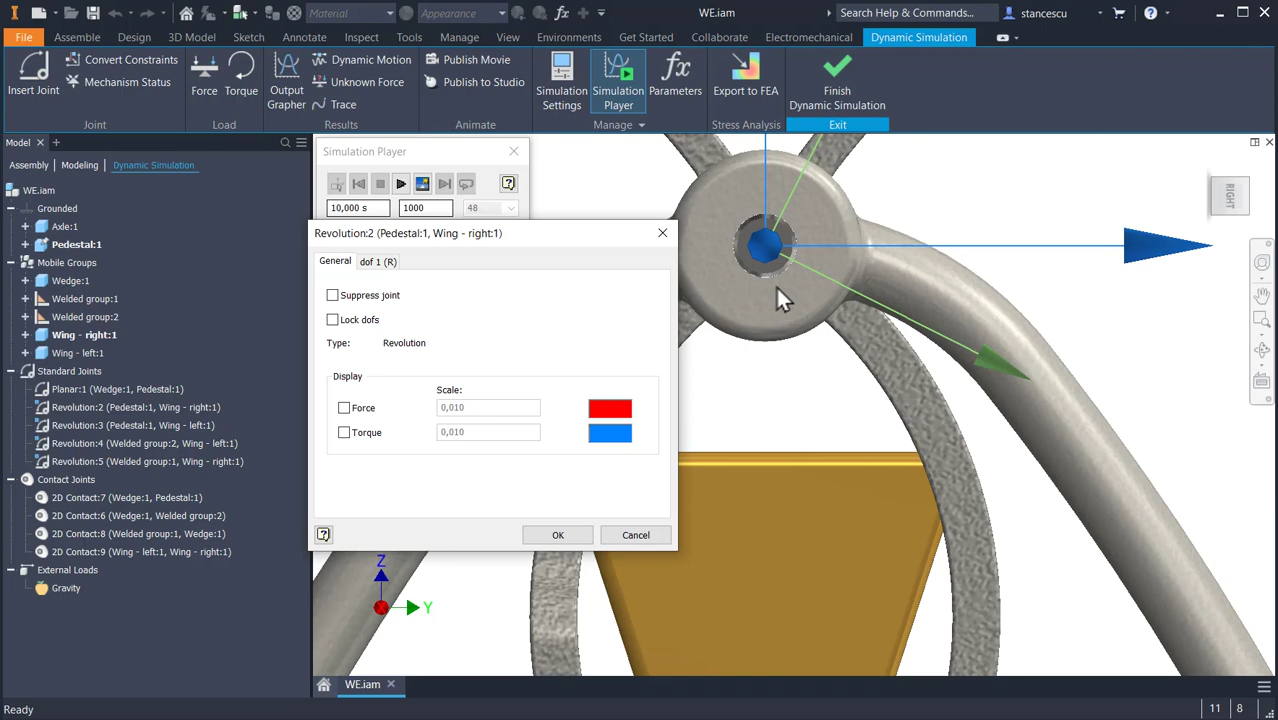 Material
Appearance
WE.iam
Search Help & Commands...
stancescu
File
Assemble
Design
3D Model
Sketch
Annotate
Inspect
Tools
Manage
View
Environments
Get Started
Collaborate
Electromechanical
Dynamic Simulation
Insert Joint
Convert Constraints
Mechanism Status
Joint
Force
Torque
Load
Output
Grapher
Dynamic Motion
Unknown Force
Trace
Results
Publish Movie
Publish to Studio
Animate
Simulation
Settings
Simulation
Player
Parameters
Manage
Export to FEA
Stress Analysis
Finish
Dynamic Simulation
Exit
Model
Assembly
Modeling
Dynamic Simulation
WE.iam
Grounded
Axle:1
Pedestal:1
Mobile Groups
Wedge:1
Welded group:1
Welded group:2
Wing - right:1
Wing - left:1
Standard Joints
Planar:1 (Wedge:1, Pedestal:1)
Revolution:2 (Pedestal:1, Wing - right:1)
Revolution:3 (Pedestal:1, Wing - left:1)
Revolution:4 (Welded group:2, Wing - left:1)
Revolution:5 (Welded group:1, Wing - right:1)
Contact Joints
2D Contact:7 (Wedge:1, Pedestal:1)
2D Contact:6 (Wedge:1, Welded group:2)
2D Contact:8 (Welded group:1, Wedge:1)
2D Contact:9 (Wing - left:1, Wing - right:1)
External Loads
Gravity
Simulation Player
10,000 s
1000
48
Revolution:2 (Pedestal:1, Wing - right:1)
General
dof 1 (R)
Suppress joint
Lock dofs
Type:
Revolution
Display
Scale:
Force
0,010
Torque
0,010
OK
Cancel
RIGHT
Z
Y
WE.iam
Ready
11
8